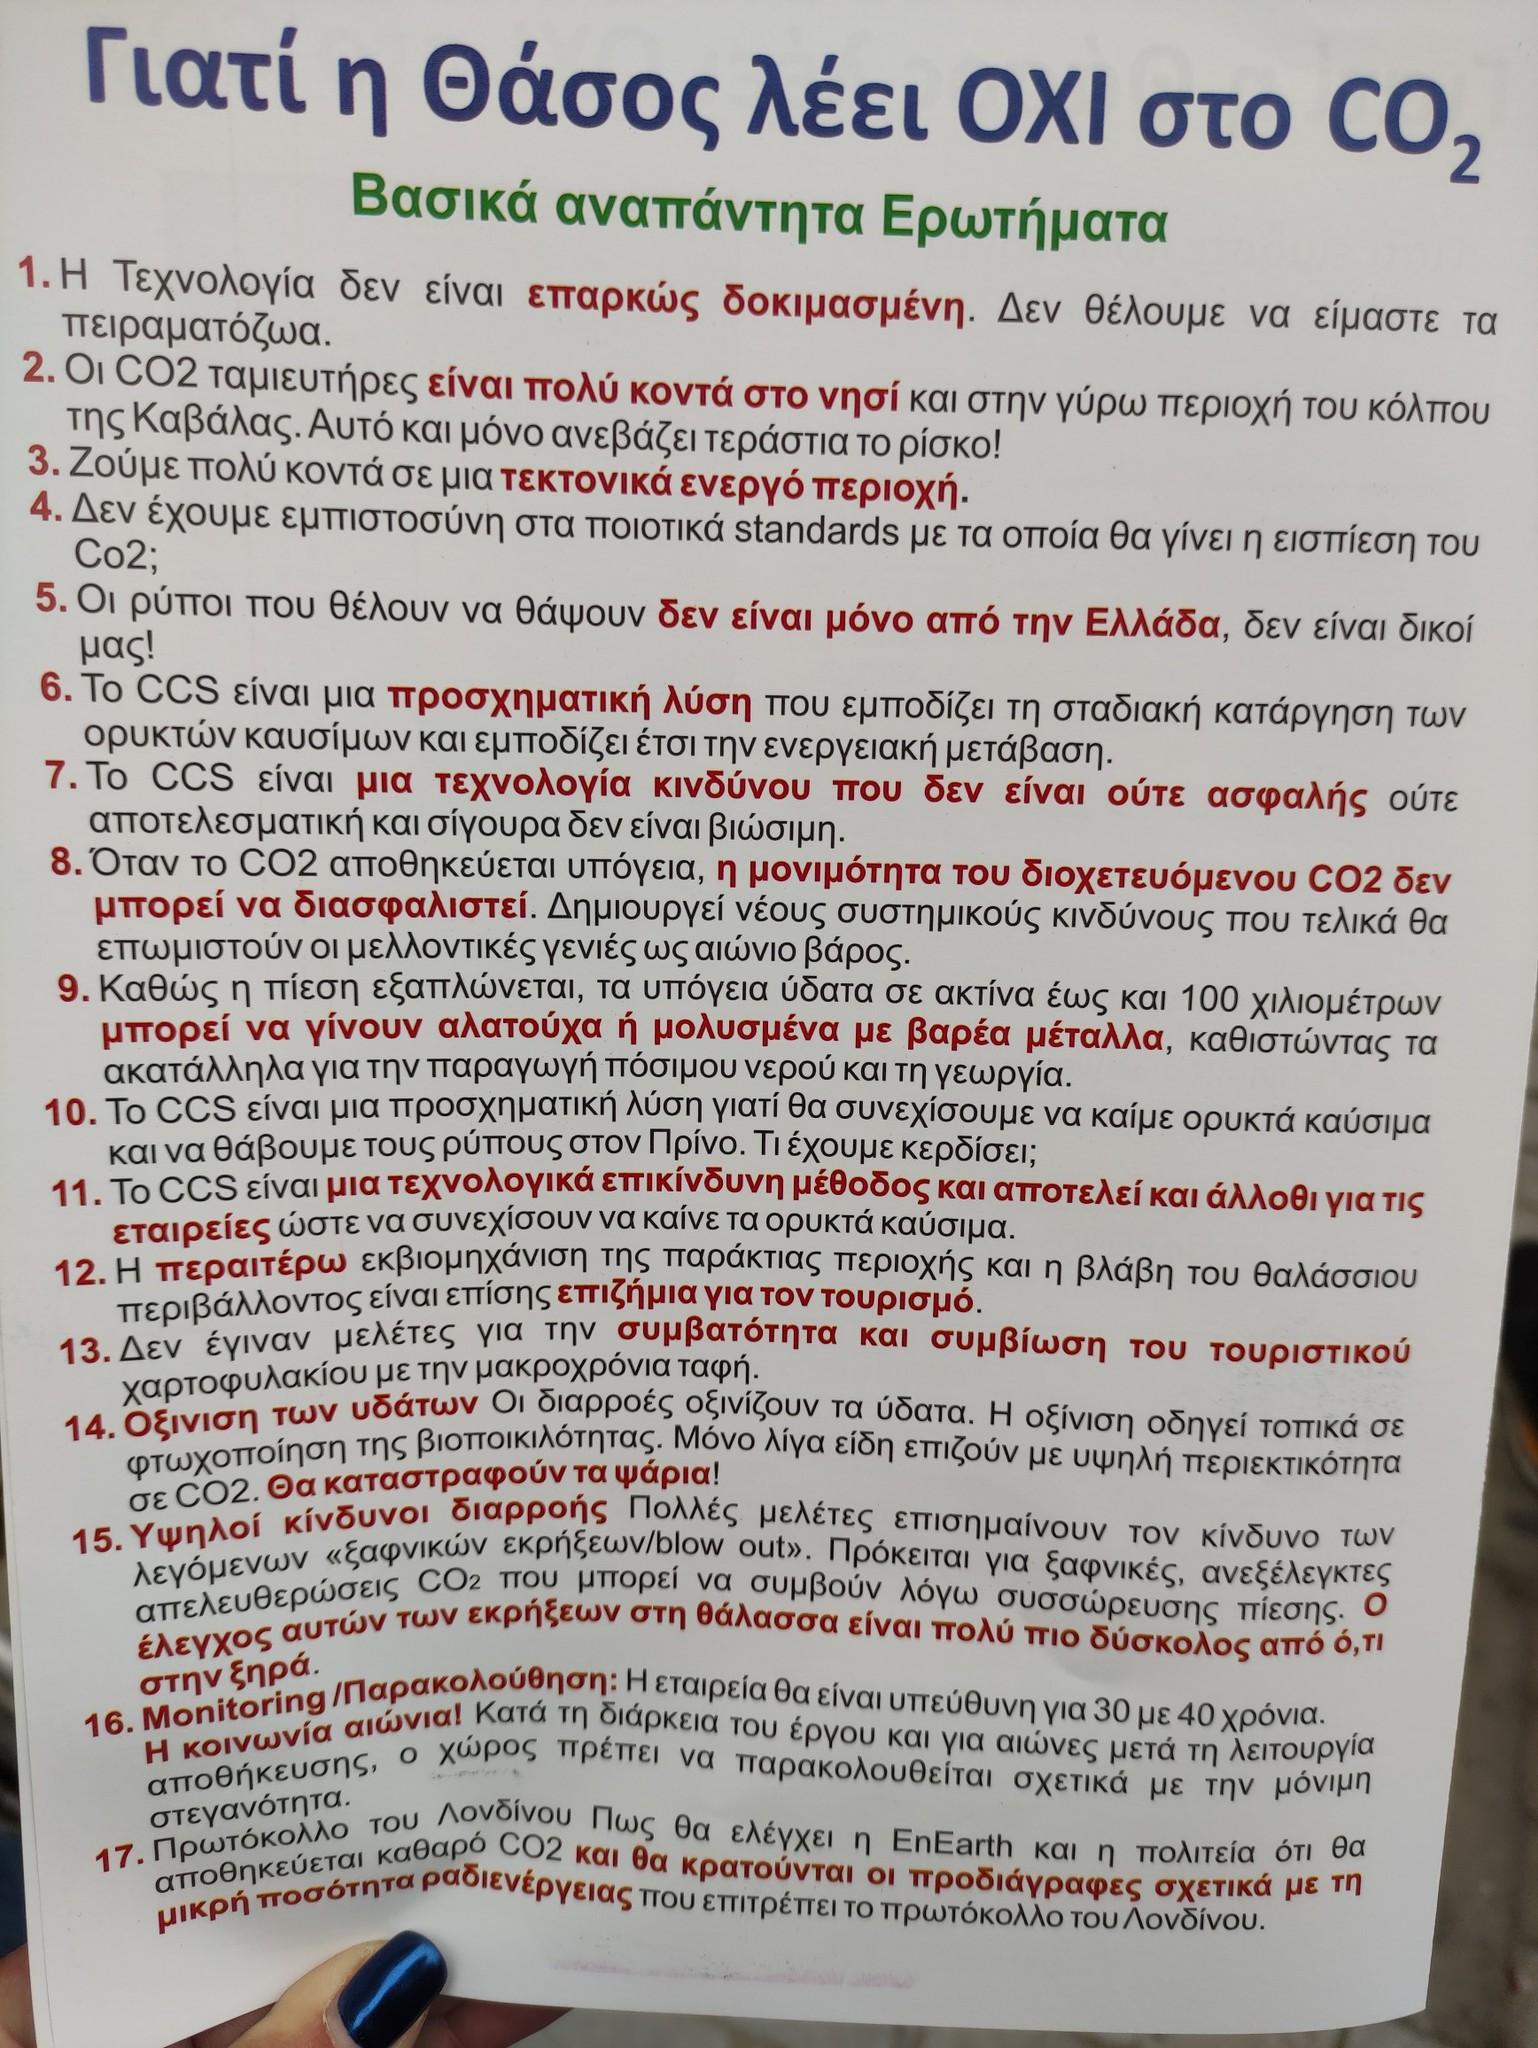 Γιατί η Θάσος λέει ΟΧΙ στο CO2
Βασικά αναπάντητα Ερωτήματα
1. Η Τεχνολογία δεν είναι επαρκώς δοκιμασμένη. Δεν θέλουμε να είμαστε τα
πειραματόζωα.
2. Οι CO2 ταμιευτήρες είναι πολύ κοντά στο νησί και στην γύρω περιοχή του κόλπου
της Καβάλας. Αυτό και μόνο ανεβάζει τεράστια το ρίσκο!
3. Ζούμε πολύ κοντά σε μια τεκτονικά ενεργό περιοχή.
4. Δεν έχουμε εμπιστοσύνη στα ποιοτικά standards με τα οποία θα γίνει η εισπίεση του
Co2;
5. Οι ρύποι που θέλουν να θάψουν δεν είναι μόνο από την Ελλάδα, δεν είναι δικοί
μας!
6. Το CCS είναι μια προσχηματική λύση που εμποδίζει τη σταδιακή κατάργηση των
ορυκτών καυσίμων και εμποδίζει έτσι την ενεργειακή μετάβαση.
7. Το CCS είναι μια τεχνολογία κινδύνου που δεν είναι ούτε ασφαλής ούτε
αποτελεσματική και σίγουρα δεν είναι βιώσιμη.
8. Όταν το CO2 αποθηκεύεται υπόγεια, η μονιμότητα του διοχετευόμενου CO2 δεν
μπορεί να διασφαλιστεί. Δημιουργεί νέους συστημικούς κινδύνους που τελικά θα
επωμιστούν οι μελλοντικές γενιές ως αιώνιο βάρος.
9. Καθώς η πίεση εξαπλώνεται, τα υπόγεια ύδατα σε ακτίνα έως και 100 χιλιομέτρων
μπορεί να γίνουν αλατούχα ή μολυσμένα με βαρέα μέταλλα, καθιστώντας τα
ακατάλληλα για την παραγωγή πόσιμου νερού και τη γεωργία.
10. Το CCS είναι μια προσχηματική λύση γιατί θα συνεχίσουμε να καίμε ορυκτά καύσιμα
και να θάβουμε τους ρύπους στον Πρίνο. Τι έχουμε κερδίσει;
11. Το CCS είναι μια τεχνολογικά επικίνδυνη μέθοδος και αποτελεί και άλλοθι για τις
εταιρείες ώστε να συνεχίσουν να καίνε τα ορυκτά καύσιμα.
12. Η περαιτέρω εκβιομηχάνιση της παράκτιας περιοχής και η βλάβη του θαλάσσιου
περιβάλλοντος είναι επίσης επιζήμια για τον τουρισμό.
13. Δεν έγιναν μελέτες για την συμβατότητα και συμβίωση του τουριστικού
χαρτοφυλακίου με την μακροχρόνια ταφή.
14. Οξινιση των υδάτων Οι διαρροές οξινίζουν τα ύδατα. Η οξίνιση οδηγεί τοπικά σε
φτωχοποίηση της βιοποικιλότητας. Μόνο λίγα είδη επιζούν με υψηλή περιεκτικότητα
σε CO2. Θα καταστραφούν τα ψάρια!
15. Υψηλοί κίνδυνοι διαρροής Πολλές μελέτες επισημαίνουν τον κίνδυνο των
λεγόμενων «ξαφνικών εκρήξεων/blow out». Πρόκειται για ξαφνικές, ανεξέλεγκτες
απελευθερώσεις CO2 που μπορεί να συμβούν λόγω συσσώρευσης πίεσης. Ο
έλεγχος αυτών των εκρήξεων στη θάλασσα είναι πολύ πιο δύσκολος από ό,τι
στην ξηρά.
16. Monitoring /Παρακολούθηση: Η εταιρεία θα είναι υπεύθυνη για 30 με 40 χρόνια.
Η κοινωνία αιώνια! Κατά τη διάρκεια του έργου και για αιώνες μετά τη λειτουργία
αποθήκευσης, ο χώρος πρέπει να παρακολουθείται σχετικά με την μόνιμη
στεγανότητα.
17. Πρωτόκολλο του Λονδίνου Πως θα ελέγχει η EnEarth και η πολιτεία ότι θα
αποθηκεύεται καθαρό CO2 και θα κρατούνται οι προδιάγραφες σχετικά με τη
μικρή ποσότητα ραδιενέργειας που επιτρέπει το πρωτόκολλο του Λονδίνου.